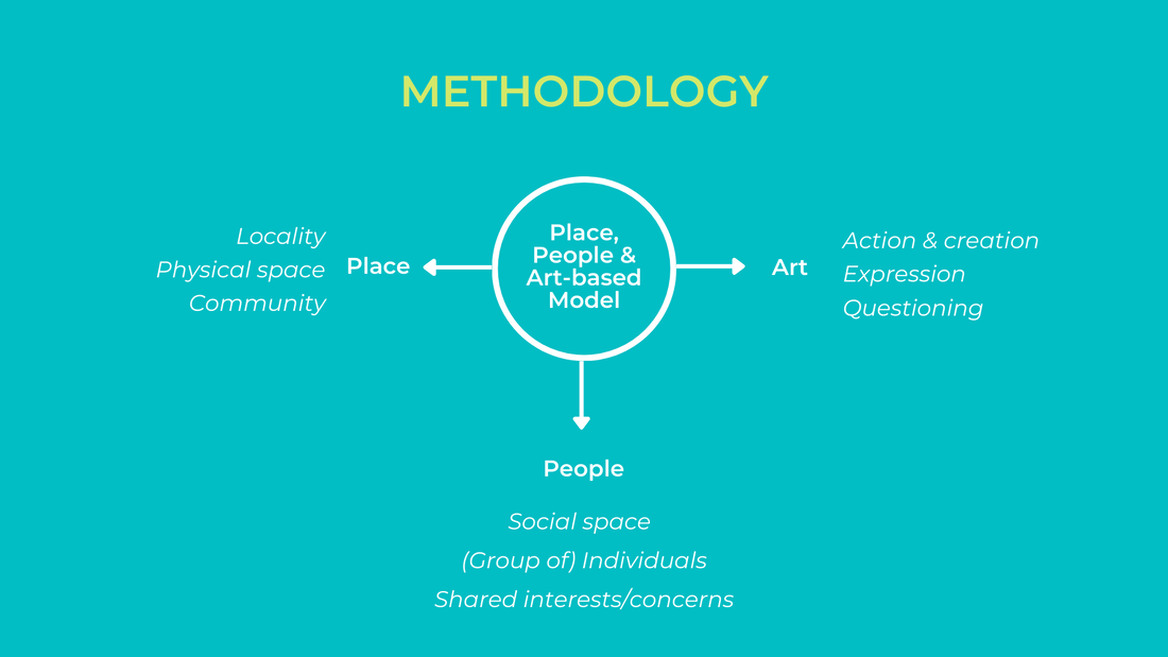 METHODOLOGY
Locality
Physical space
Community
Place
Place,
People &
Art-based
Model
Art
Action & creation
Expression
Questioning
People
Social space
(Group of) Individuals
Shared interests/concerns